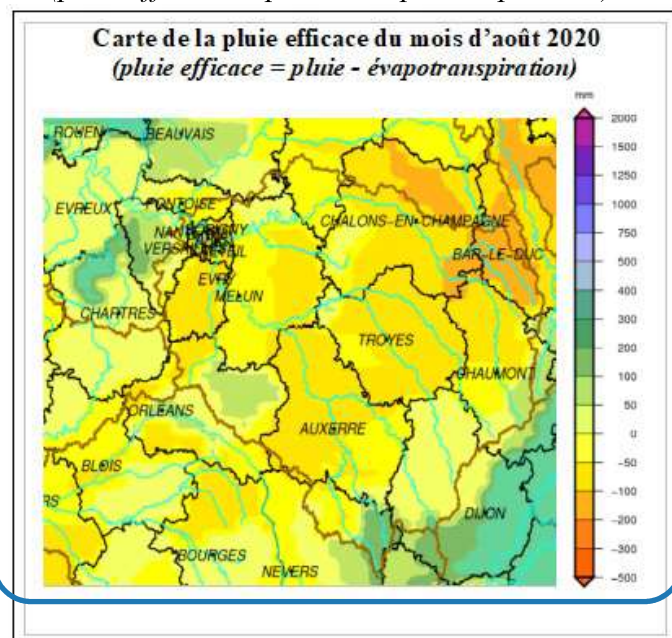 Carte de la pluie efficace du mois d'août 2020
(pluie efficace = pluie - évapotranspiration)
mm
ROUEN
BEAUVAIS
2000
1500
EVREUX
PONTOISE
1250
1000
CHALONS-EN-CHAMPAGNE
750
BAR-LE-DUC
500
EVRY
400
MELUN
CHARTRES
300
TROYES
200
CHAUMONT
100
50
ORLEANS
AUXERRE
0
BLOIS
-50
-100
DIJON
-200
BOURGES
-300
NEVERS
-500